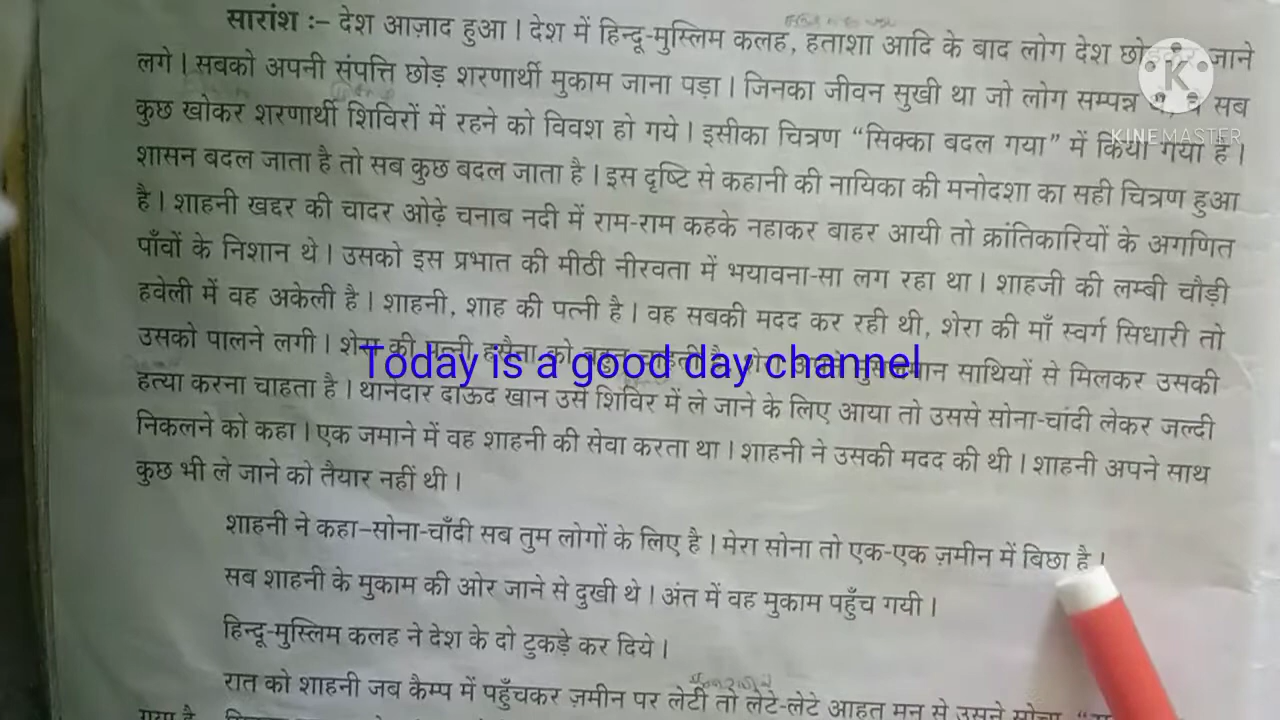 सारांश :– देश आज़ाद हुआ । देश में हिन्दू-मुस्लिम कलह, हताशा आदि के बाद लोग देश जाने
लगे । सबको अपनी संपत्ति छोड़ शरणार्थी मुकाम जाना पड़ा । जिनका जीवन सुखी था जो लोग सम्पन्न सब
कुछ खोकर शरणार्थी शिविरों में रहने को विवश हो गये । इसीका चित्रण “सिक्का बदल गया” में किया गया है ।
KINEMASTER
शासन बदल जाता है तो सब कुछ बदल जाता है । इस दृष्टि से कहानी की नायिका की मनोदशा का सही चित्रण हुआ
है । शाहनी खद्दर की चादर ओढ़े चनाब नदी में राम-राम कहके नहाकर बाहर आयी तो क्रांतिकारियों के अगणित
पाँवों के निशान थे । उसको इस प्रभात की मीठी नीरवता में भयावना-सा लग रहा था । शाहजी की लम्बी चौड़ी
हवेली में वह अकेली है । शाहनी, शाह की पत्नी है । वह सबकी मदद कर रही थी, शेरा की माँ स्वर्ग सिधारी तो
उसको पालने लगी । की को साथियों से मिलकर उसकी
Today is a good day channel
हत्या करना चाहता है । थानेदार दाऊद खान उसे शिविर में ले जाने के लिए आया तो उससे सोना-चांदी लेकर जल्दी
निकलने को कहा । एक जमाने में वह शाहनी की सेवा करता था । शाहनी ने उसकी मदद की थी । शाहनी अपने साथ
कुछ भी ले जाने को तैयार नहीं थी ।
शाहनी ने कहा–सोना-चाँदी सब तुम लोगों के लिए है । मेरा सोना तो एक-एक ज़मीन में बिछा है ।
सब शाहनी के मुकाम की ओर जाने से दुखी थे । अंत में वह मुकाम पहुँच गयी ।
हिन्दू-मुस्लिम कलह ने देश के दो टुकड़े कर दिये ।
रात को शाहनी जब कैम्प में पहुँचकर ज़मीन पर लेटी तो लेटे-लेटे आहत मन से उसने सोचा